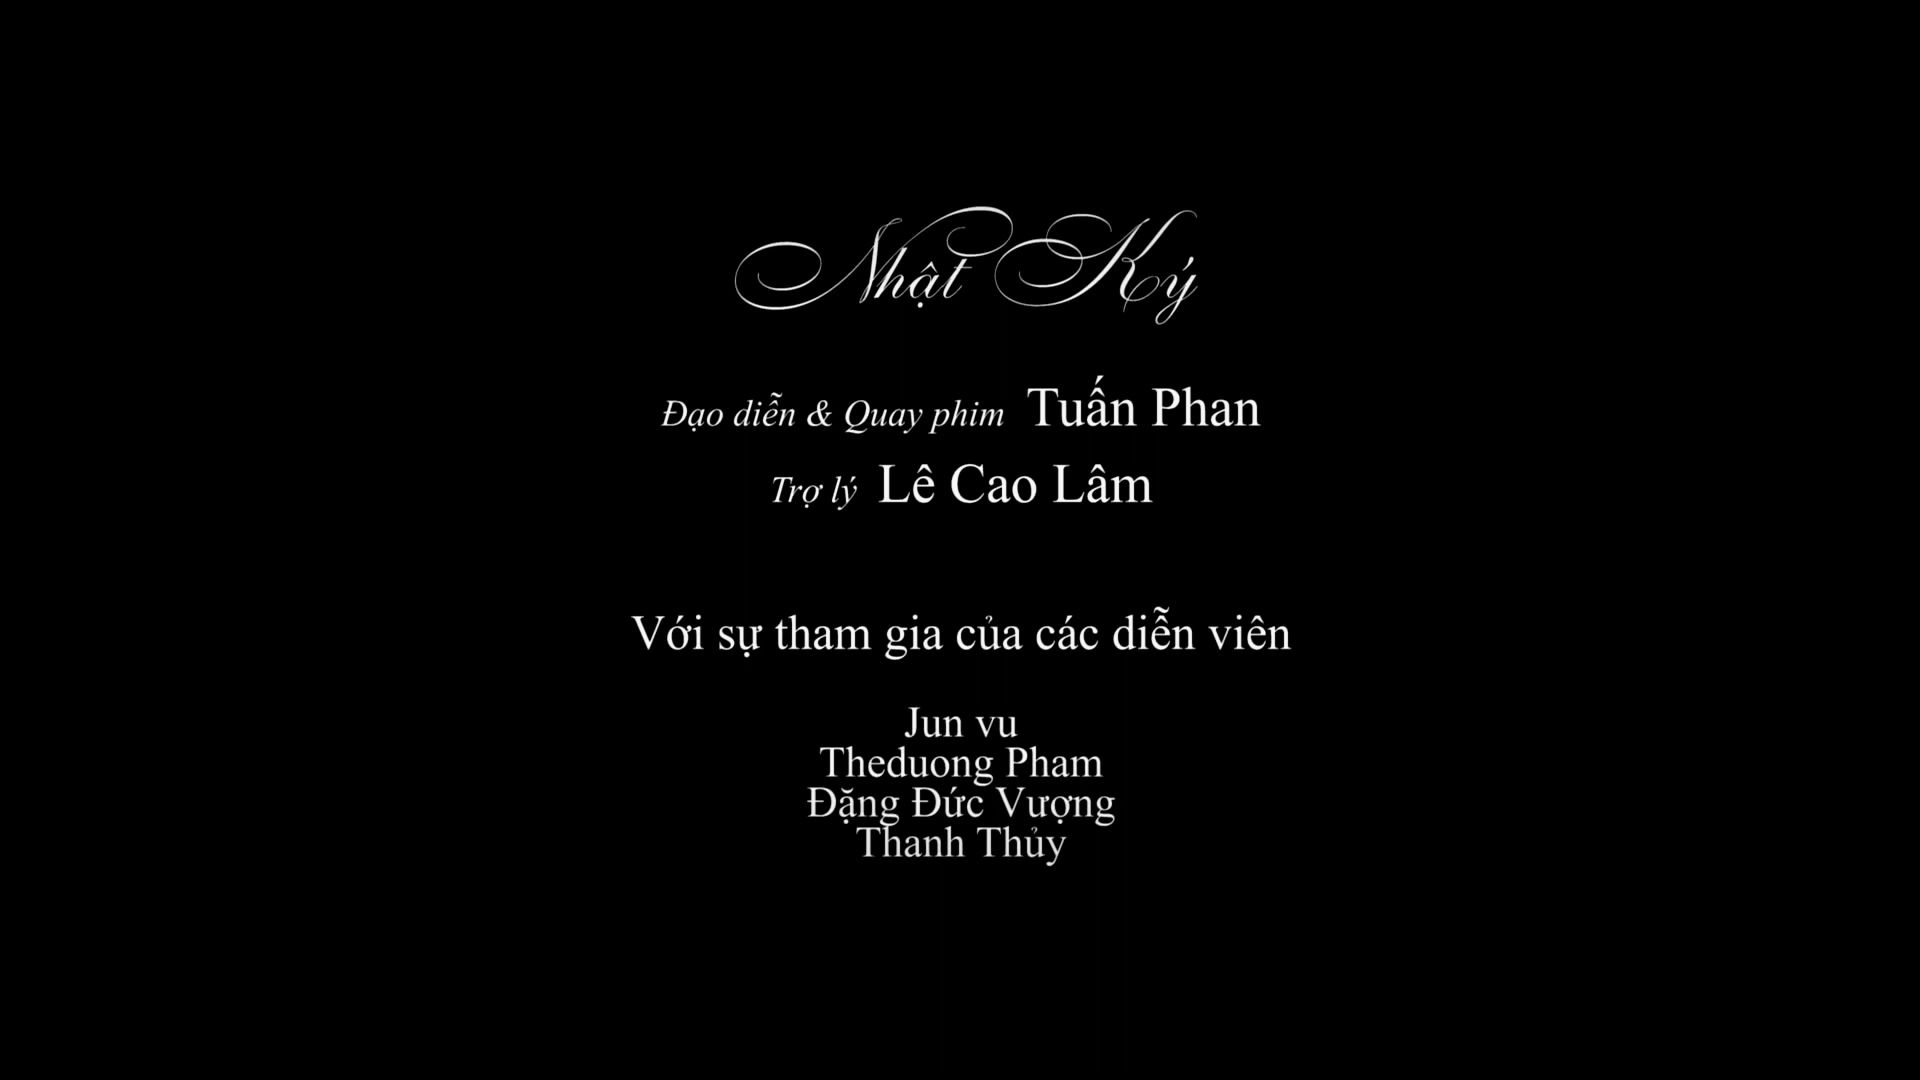 Nhật Ký
Đạo diễn & Quay phim Tuấn Phan
Trợ lý Lê Cao Lâm
Với sự tham gia của các diễn viên
Jun vu
Theduong Pham
Đặng Đức Vượng
Thanh Thủy